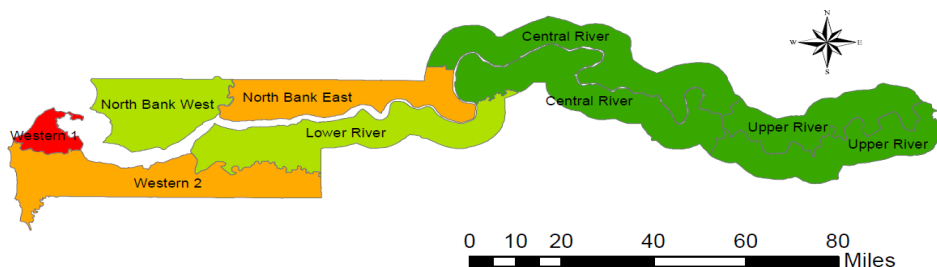 Central River
N
W E
S
North Bank West
North Bank East
Central River
Western 1
Lower River
Upper River
Upper River
Western 2
0 10 20 40 60 80
Miles